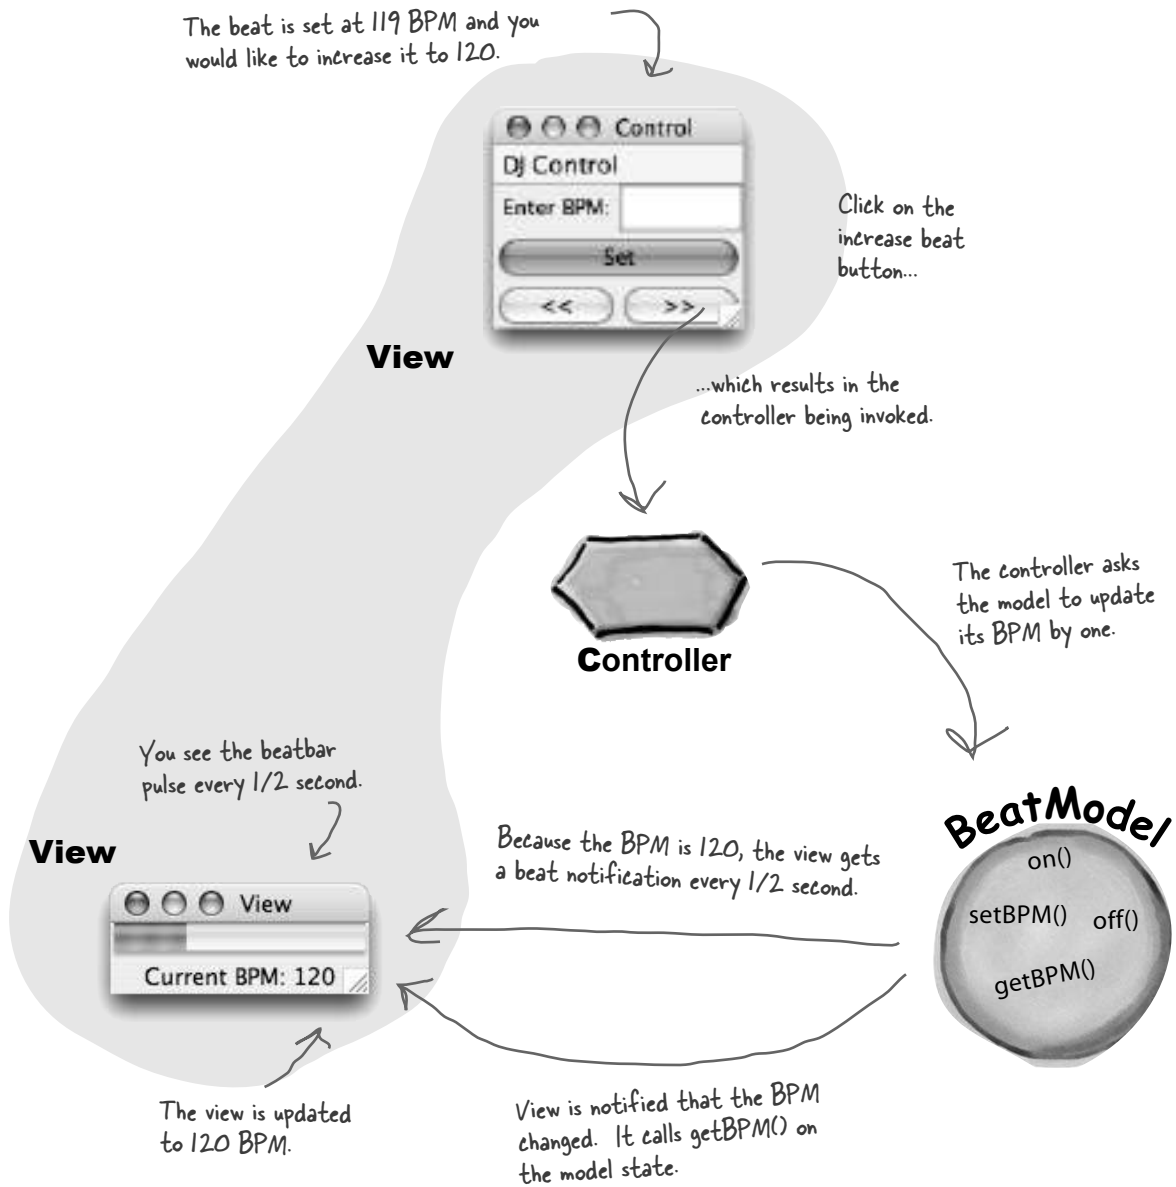 The beat is set at 119 BPM and you
would like to increase it to 120.
Control
DJ Control
Enter BPM:
Set
<<
>>
Click on the
increase beat
button...
View
...which results in the
controller being invoked.
Controller
The controller asks
the model to update
its BPM by one.
You see the beatbar
pulse every 1/2 second.
View
View
Current BPM: 120
Because the BPM is 120, the view gets
a beat notification every 1/2 second.
BeatModel
on()
setBPM()
off()
getBPM()
The view is updated
to 120 BPM.
View is notified that the BPM
changed. It calls getBPM() on
the model state.